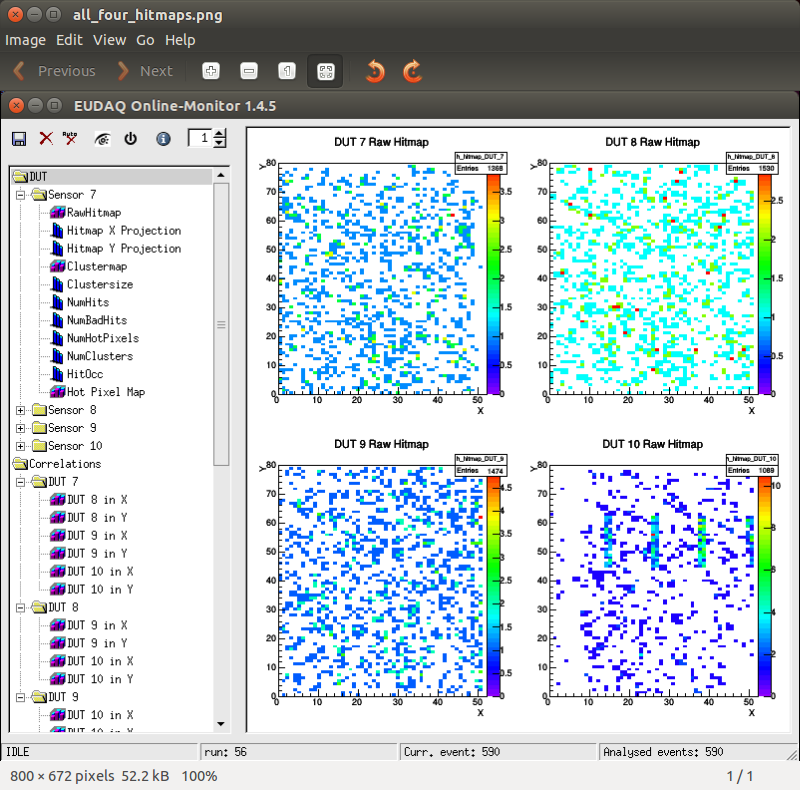 all_four_hitmaps.png
Image Edit View Go Help
Previous Next 1
EUDAQ Online-Monitor 1.4.5
Auto 1
DUT
Sensor 7
RawHitmap
Hitmap X Projection
Hitmap Y Projection
Clustermap
Clustersize
NumHits
NumBadHits
NumHotPixels
NumClusters
HitOcc
Hot Pixel Map
Sensor 8
Sensor 9
Sensor 10
Correlations
DUT 7
DUT 8 in X
DUT 8 in Y
DUT 9 in X
DUT 9 in Y
DUT 10 in X
DUT 10 in Y
DUT 8
DUT 9 in X
DUT 9 in Y
DUT 10 in X
DUT 10 in Y
DUT 9
DUT 10 in X
DUT 7 Raw Hitmap
h_hitmap_DUT_7
Entries 1368
Y
80
70
60
50
40
30
20
10
0
0 10 20 30 40 50
X
3.5
3
2.5
2
1.5
1
0.5
0
DUT 8 Raw Hitmap
h_hitmap_DUT_8
Entries 1530
Y
80
70
60
50
40
30
20
10
0
0 10 20 30 40 50
X
2.5
2
1.5
1
0.5
0
DUT 9 Raw Hitmap
h_hitmap_DUT_9
Entries 1474
Y
80
70
60
50
40
30
20
10
0
0 10 20 30 40 50
X
4.5
4
3.5
3
2.5
2
1.5
1
0.5
0
DUT 10 Raw Hitmap
h_hitmap_DUT_10
Entries 1089
Y
80
70
60
50
40
30
20
10
0
0 10 20 30 40 50
X
10
8
6
4
2
0
IDLE run: 56 Curr. event: 590 Analysed events: 590
800 × 672 pixels 52.2 kB 100% 1 / 1